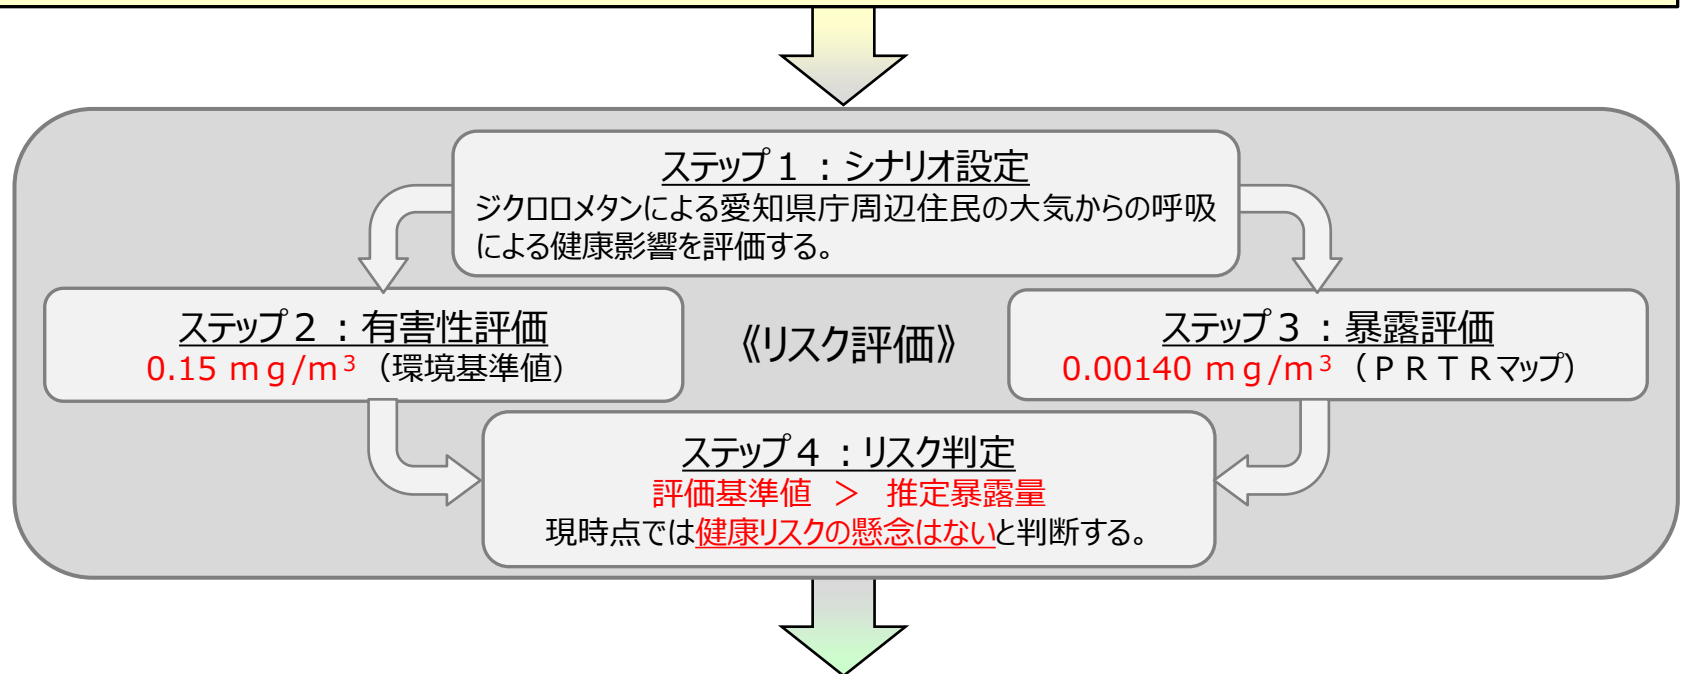 ステップ１：シナリオ設定
ジクロロメタンによる愛知県庁周辺住民の大気からの呼吸
による健康影響を評価する。
ステップ２：有害性評価
0.15 ｍｇ/m³（環境基準値）
《リスク評価》
ステップ３：暴露評価
0.00140 ｍｇ/m³（ＰＲＴＲマップ）
ステップ４：リスク判定
評価基準値 ＞ 推定暴露量
現時点では健康リスクの懸念はないと判断する。